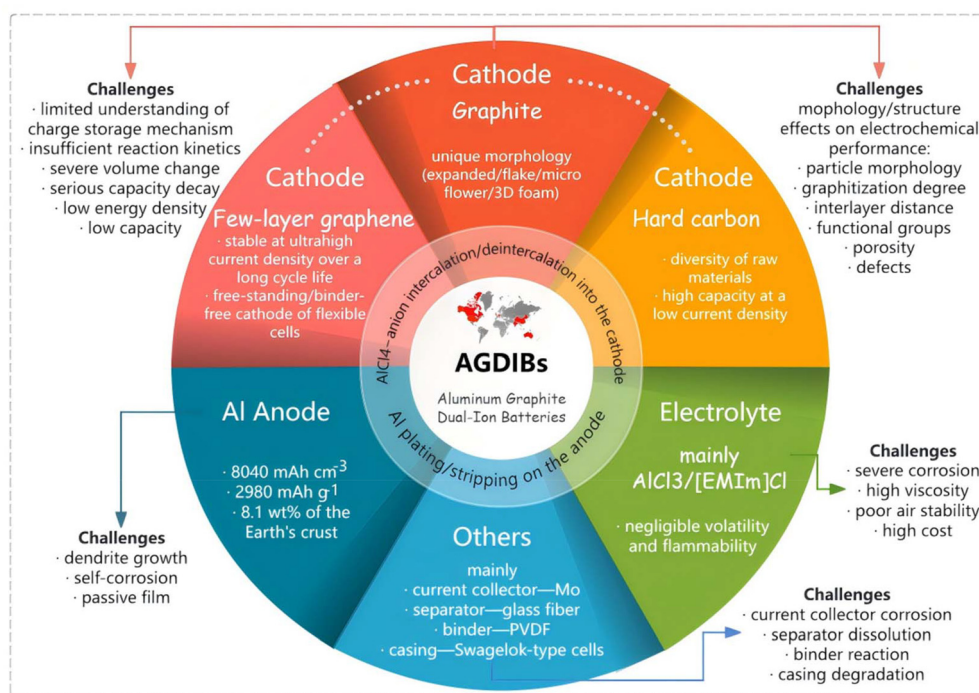 Challenges
· limited understanding of
charge storage mechanism
· insufficient reaction kinetics
· severe volume change
· serious capacity decay
· low energy density
· low capacity
Cathode
Graphite
unique morphology
(expanded/flake/micro
flower/3D foam)
Challenges
mophology/structure
effects on electrochemical
performance:
· particle morphology
· graphitization degree
· interlayer distance
· functional groups
· porosity
· defects
Cathode
Few-layer graphene
· stable at ultrahigh
current density over a
long cycle life
· free-standing/binder-
free cathode of flexible
cells
Cathode
Hard carbon
· diversity of raw
materials
· high capacity at a
low current density
AlCl4-anion intercalation/deintercalation into the cathode
AGDIBs
Aluminum Graphite
Dual-Ion Batteries
Al plating/stripping on the anode
Al Anode
· 8040 mAh cm-3
· 2980 mAh g-1
· 8.1 wt% of the
Earth's crust
Challenges
· dendrite growth
· self-corrosion
· passive film
Electrolyte
mainly
AlCl3/[EMIm]Cl
· negligible volatility
and flammability
Challenges
· severe corrosion
· high viscosity
· poor air stability
· high cost
Others
mainly
· current collector—Mo
· separator—glass fiber
· binder—PVDF
· casing—Swagelok-type cells
Challenges
· current collector corrosion
· separator dissolution
· binder reaction
· casing degradation